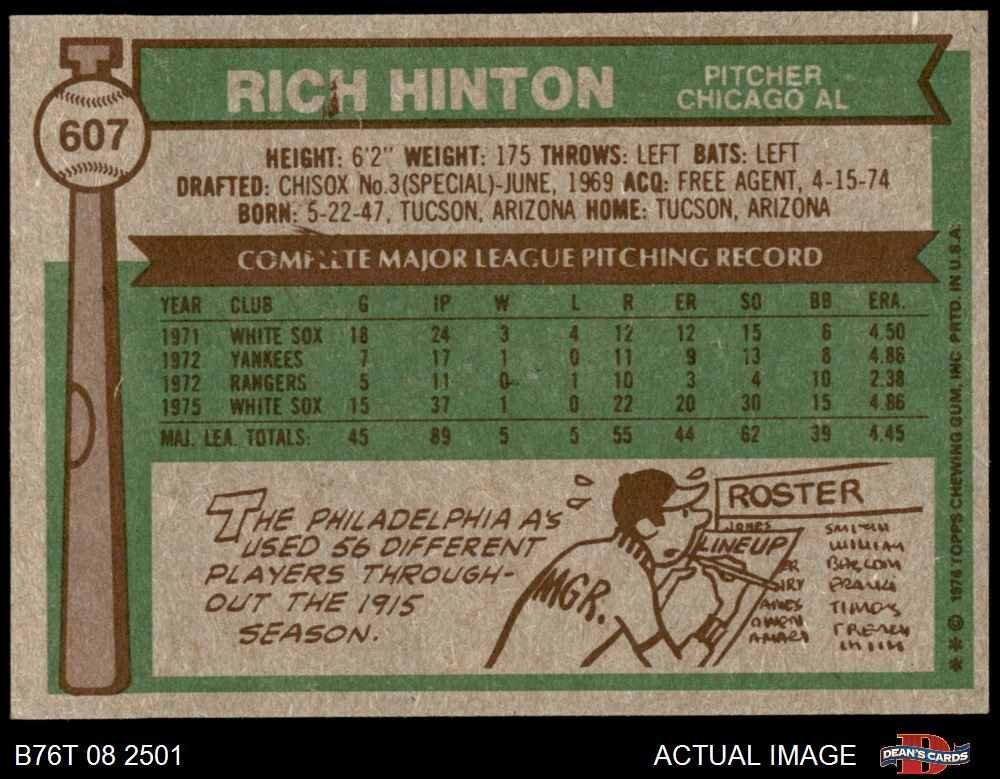 RICH HINTON
PITCHER
CHICAGO AL
607
HEIGHT: 6'2" WEIGHT: 175 THROWS: LEFT BATS: LEFT
DRAFTED: CHISOX No.3(SPECIAL)-JUNE, 1969 ACQ: FREE AGENT, 4-15-74
BORN: 5-22-47, TUCSON, ARIZONA HOME: TUCSON, ARIZONA
COMPLETE MAJOR LEAGUE PITCHING RECORD
YEAR CLUB G IP W L R ER SO BB ERA.
1971 WHITE SOX 18 24 3 4 12 12 15 6 4.50
1972 YANKEES 7 17 1 0 11 9 13 8 4.86
1972 RANGERS 5 11 0 1 10 3 4 10 2.38
1975 WHITE SOX 15 37 1 0 22 20 30 15 4.86
MAJ. LEA. TOTALS: 45 89 5 5 55 44 62 39 4.45
THE PHILADELPHIA A'S
USED 56 DIFFERENT
PLAYERS THROUGH-
OUT THE 1915
SEASON.
MGR.
ROSTER
JONES
LINEUP
SMITH
OWEN
** © 1976 TOPPS CHEWING GUM, INC. PRTD. IN U.S.A.
B76T 08 2501
ACTUAL IMAGE
DEAN'S CARDS